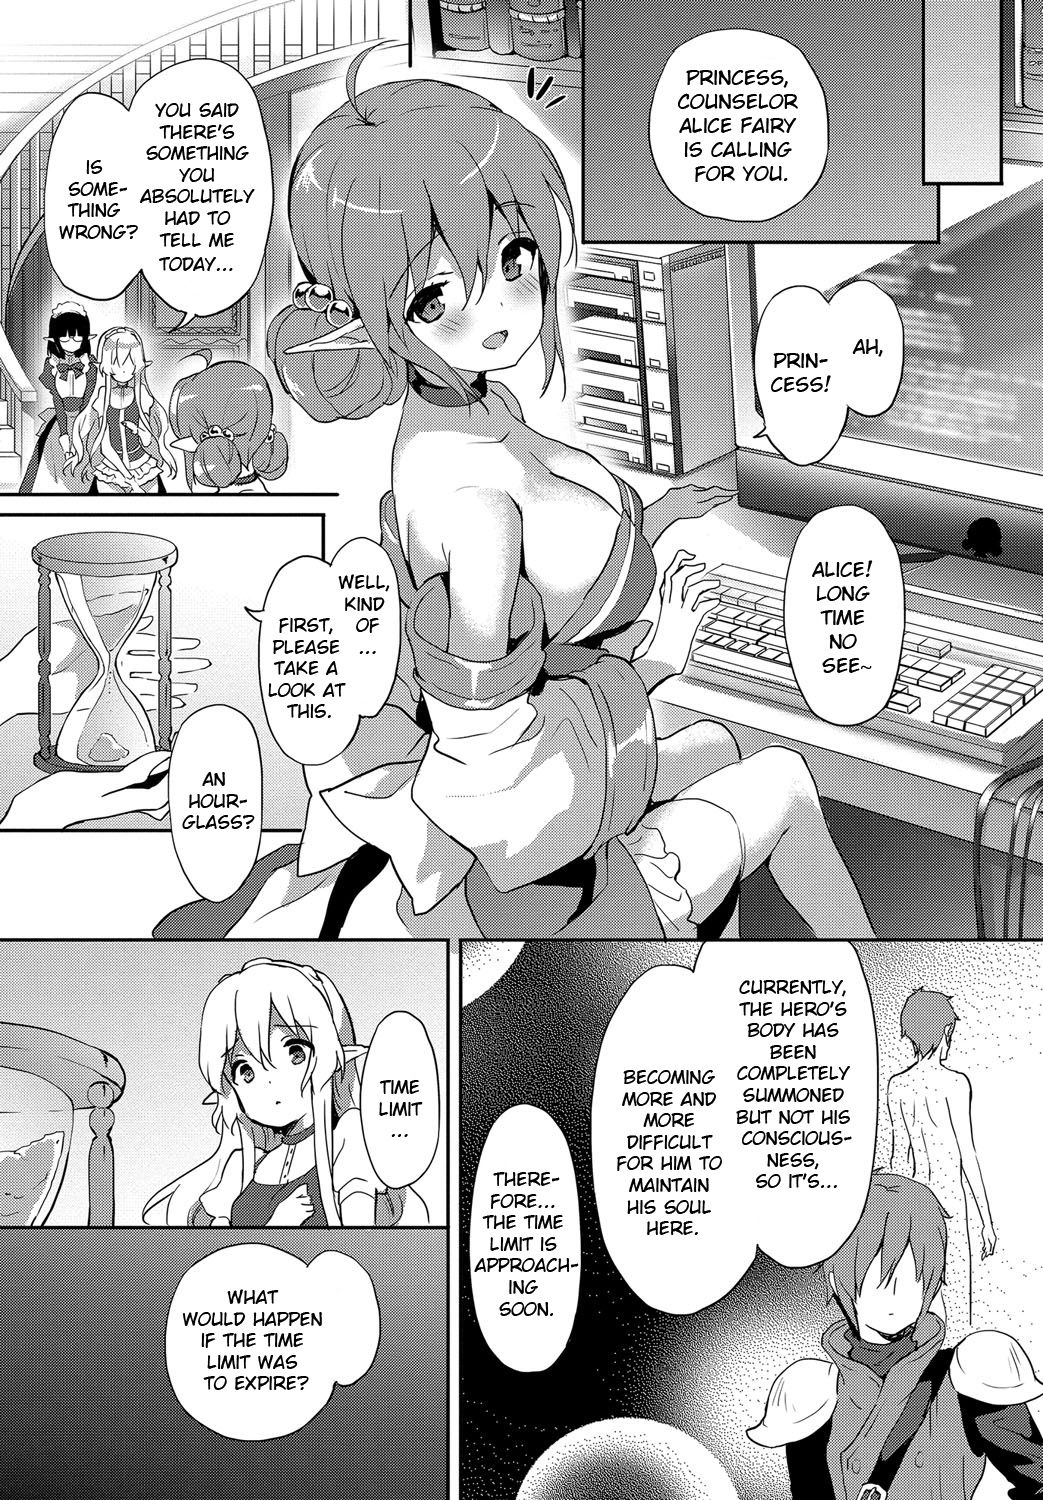 PRINCESS,
COUNSELOR
ALICE FAIRY
IS CALLING
FOR YOU.
AH,
PRIN-
CESS!
ALICE!
LONG
TIME
NO
SEE~
YOU SAID
THERE'S
SOMETHING
YOU
ABSOLUTELY
HAD TO
TELL ME
TODAY...
IS
SOME-
THING
WRONG?
WELL,
KIND
OF
...
FIRST,
PLEASE
TAKE A
LOOK AT
THIS.
AN
HOUR-
GLASS?
CURRENTLY,
THE HERO'S
BODY HAS
BEEN
COMPLETELY
SUMMONED
BUT NOT HIS
CONSCIOUS-
NESS,
SO IT'S...
BECOMING
MORE AND
MORE
DIFFICULT
FOR HIM TO
MAINTAIN
HIS SOUL
HERE.
THERE-
FORE...
THE TIME
LIMIT IS
APPROACH-
ING
SOON.
TIME
LIMIT
...
WHAT
WOULD HAPPEN
IF THE TIME
LIMIT WAS
TO EXPIRE?